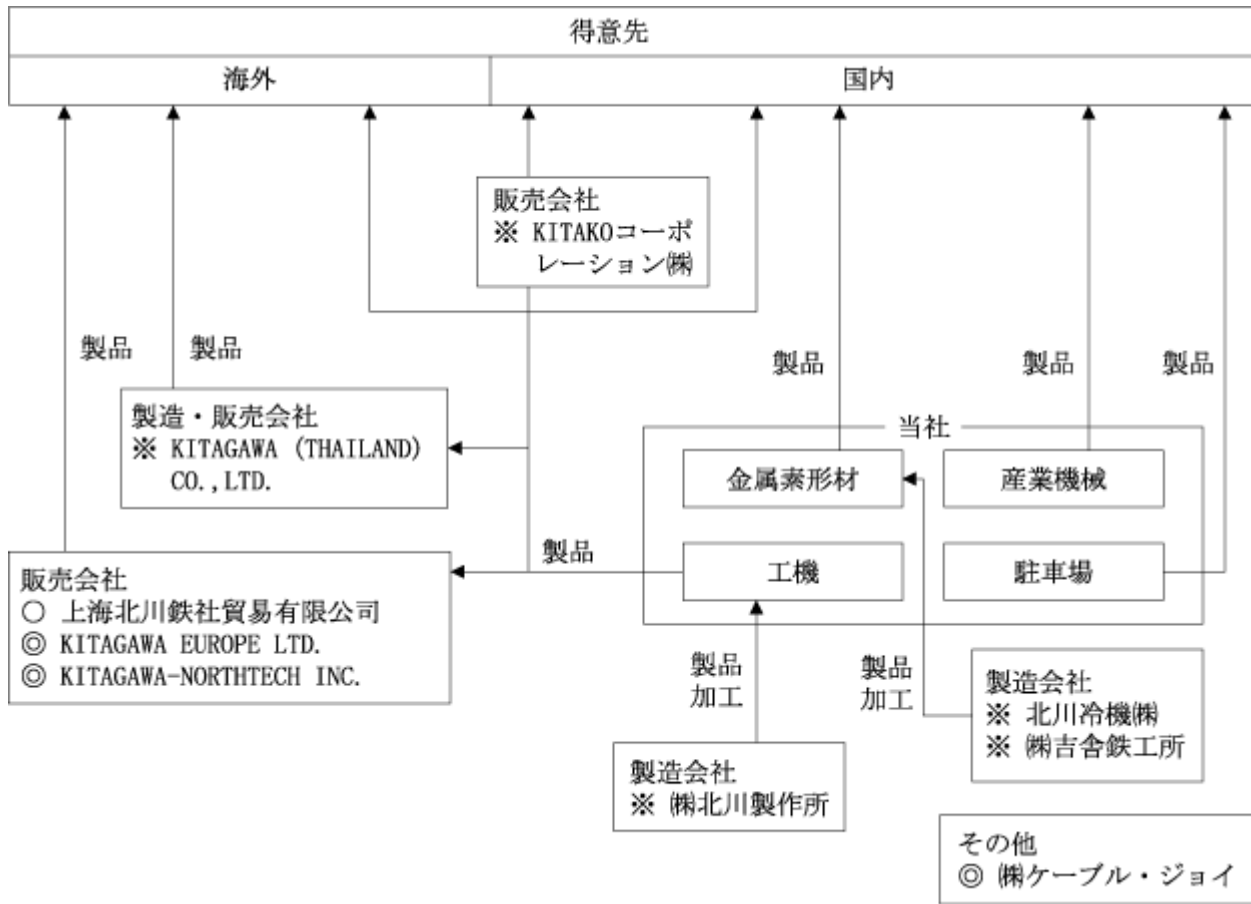 得意先
海外
国内
販売会社
※ KITAKOコーポ
レーション㈱
製品
製品
製品
製品
製品
製造・販売会社
※ KITAGAWA (THAILAND)
CO.,LTD.
当社
金属素形材
産業機械
製品
工機
駐車場
販売会社
○ 上海北川鉄社貿易有限公司
◎ KITAGAWA EUROPE LTD.
◎ KITAGAWA-NORTHTECH INC.
製品
加工
製品
加工
製造会社
※ 北川冷機㈱
※ ㈱吉舎鉄工所
製造会社
※ ㈱北川製作所
その他
◎ ㈱ケーブル・ジョイ